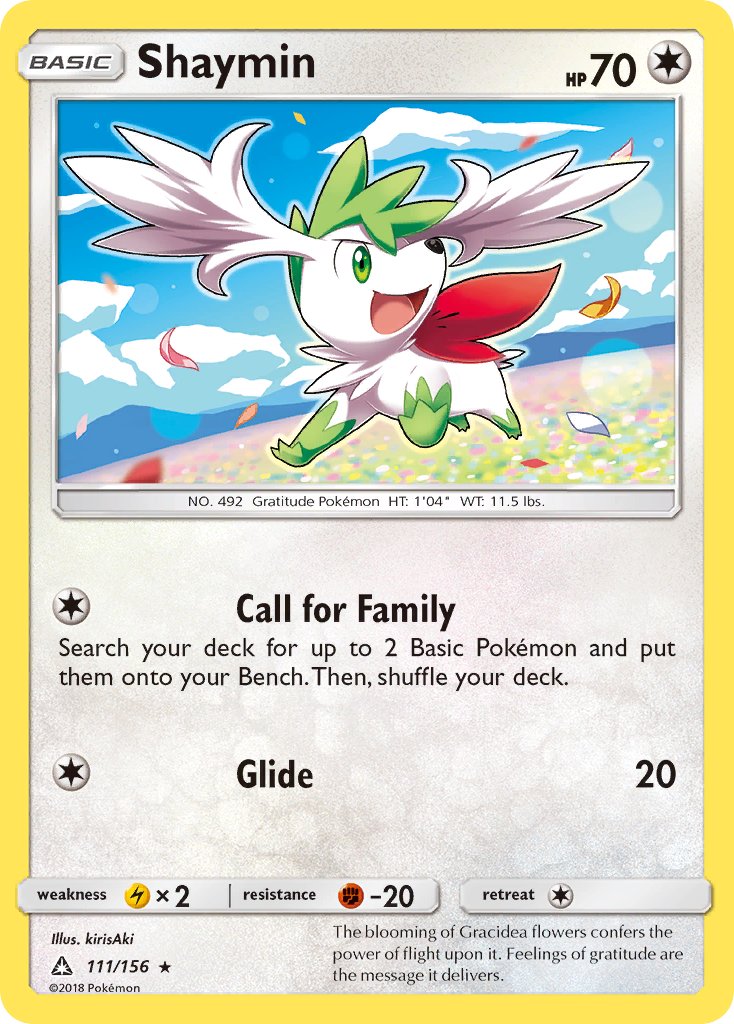 BASIC Shaymin HP 70
NO. 492 Gratitude Pokémon HT: 1'04" WT: 11.5 lbs.
Call for Family
Search your deck for up to 2 Basic Pokémon and put
them onto your Bench. Then, shuffle your deck.
Glide 20
weakness × 2 resistance –20 retreat
Illus. kirisAki
111/156 ★
©2018 Pokémon
The blooming of Gracidea flowers confers the
power of flight upon it. Feelings of gratitude are
the message it delivers.